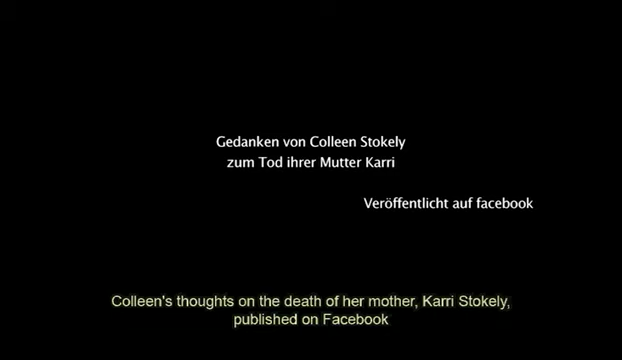 Gedanken von Colleen Stokely
zum Tod ihrer Mutter Karri
Veröffentlicht auf facebook
Colleen's thoughts on the death of her mother, Karri Stokely,
published on Facebook